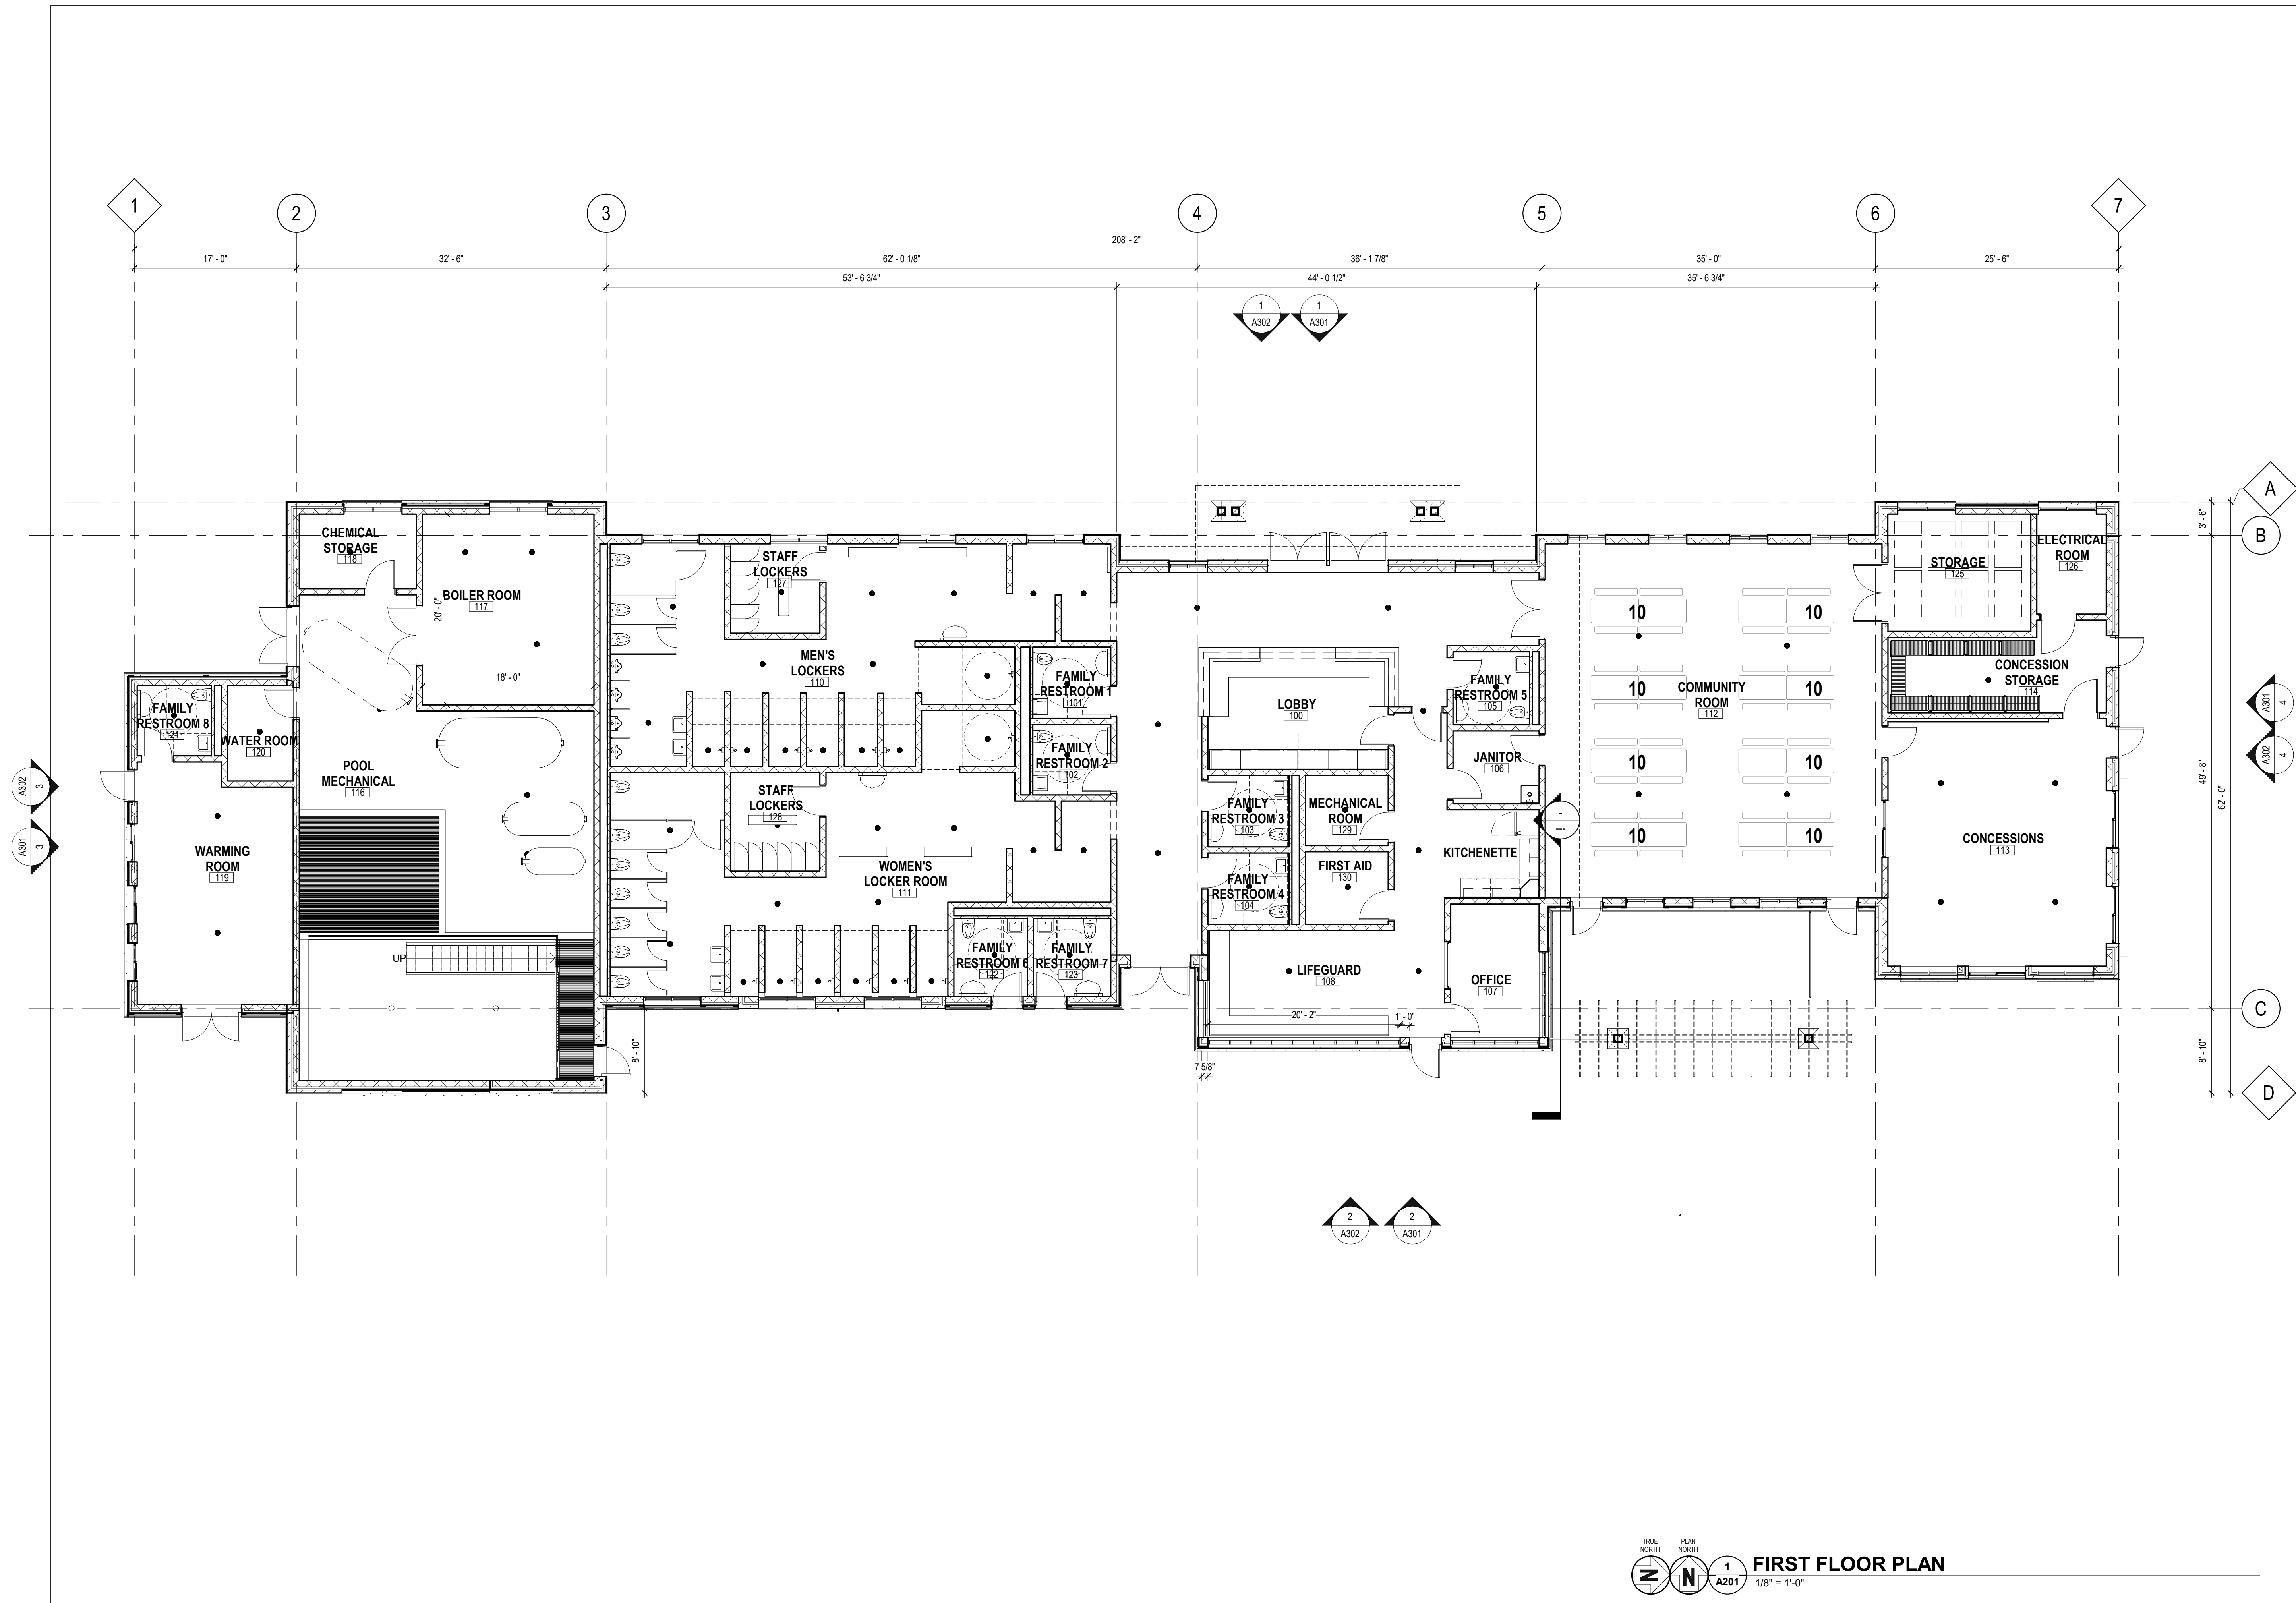 1
2
3
4
5
6
7
208' - 2"
17' - 0"
32' - 6"
62' - 0 1/8"
36' - 1 7/8"
35' - 0"
25' - 6"
53' - 6 3/4"
44' - 0 1/2"
35' - 6 3/4"
1
A302
1
A301
A
B
3' - 6"
CHEMICAL
STORAGE
118
BOILER ROOM
117
20' - 0"
18' - 0"
STAFF
LOCKERS
127
MEN'S
LOCKERS
110
FAMILY
RESTROOM 1
101
FAMILY
RESTROOM 2
102
LOBBY
100
FAMILY
RESTROOM 5
105
JANITOR
106
COMMUNITY
ROOM
112
10
10
10
10
10
10
10
10
STORAGE
125
ELECTRICAL
ROOM
126
CONCESSION
STORAGE
114
A301
4
A302
4
FAMILY
RESTROOM 8
121
WATER ROOM
120
POOL
MECHANICAL
116
A302
3
A301
3
WARMING
ROOM
119
STAFF
LOCKERS
128
WOMEN'S
LOCKER ROOM
111
FAMILY
RESTROOM 3
103
MECHANICAL
ROOM
129
FAMILY
RESTROOM 4
104
FIRST AID
130
KITCHENETTE
-
---
CONCESSIONS
113
49' - 8"
62' - 0"
UP
FAMILY
RESTROOM 6
122
FAMILY
RESTROOM 7
123
LIFEGUARD
108
OFFICE
107
20' - 2"
1' - 0"
7 5/8"
8' - 10"
8' - 10"
C
D
2
A302
2
A301
TRUE
NORTH
PLAN
NORTH
N
N
1
A201
FIRST FLOOR PLAN
1/8" = 1'-0"